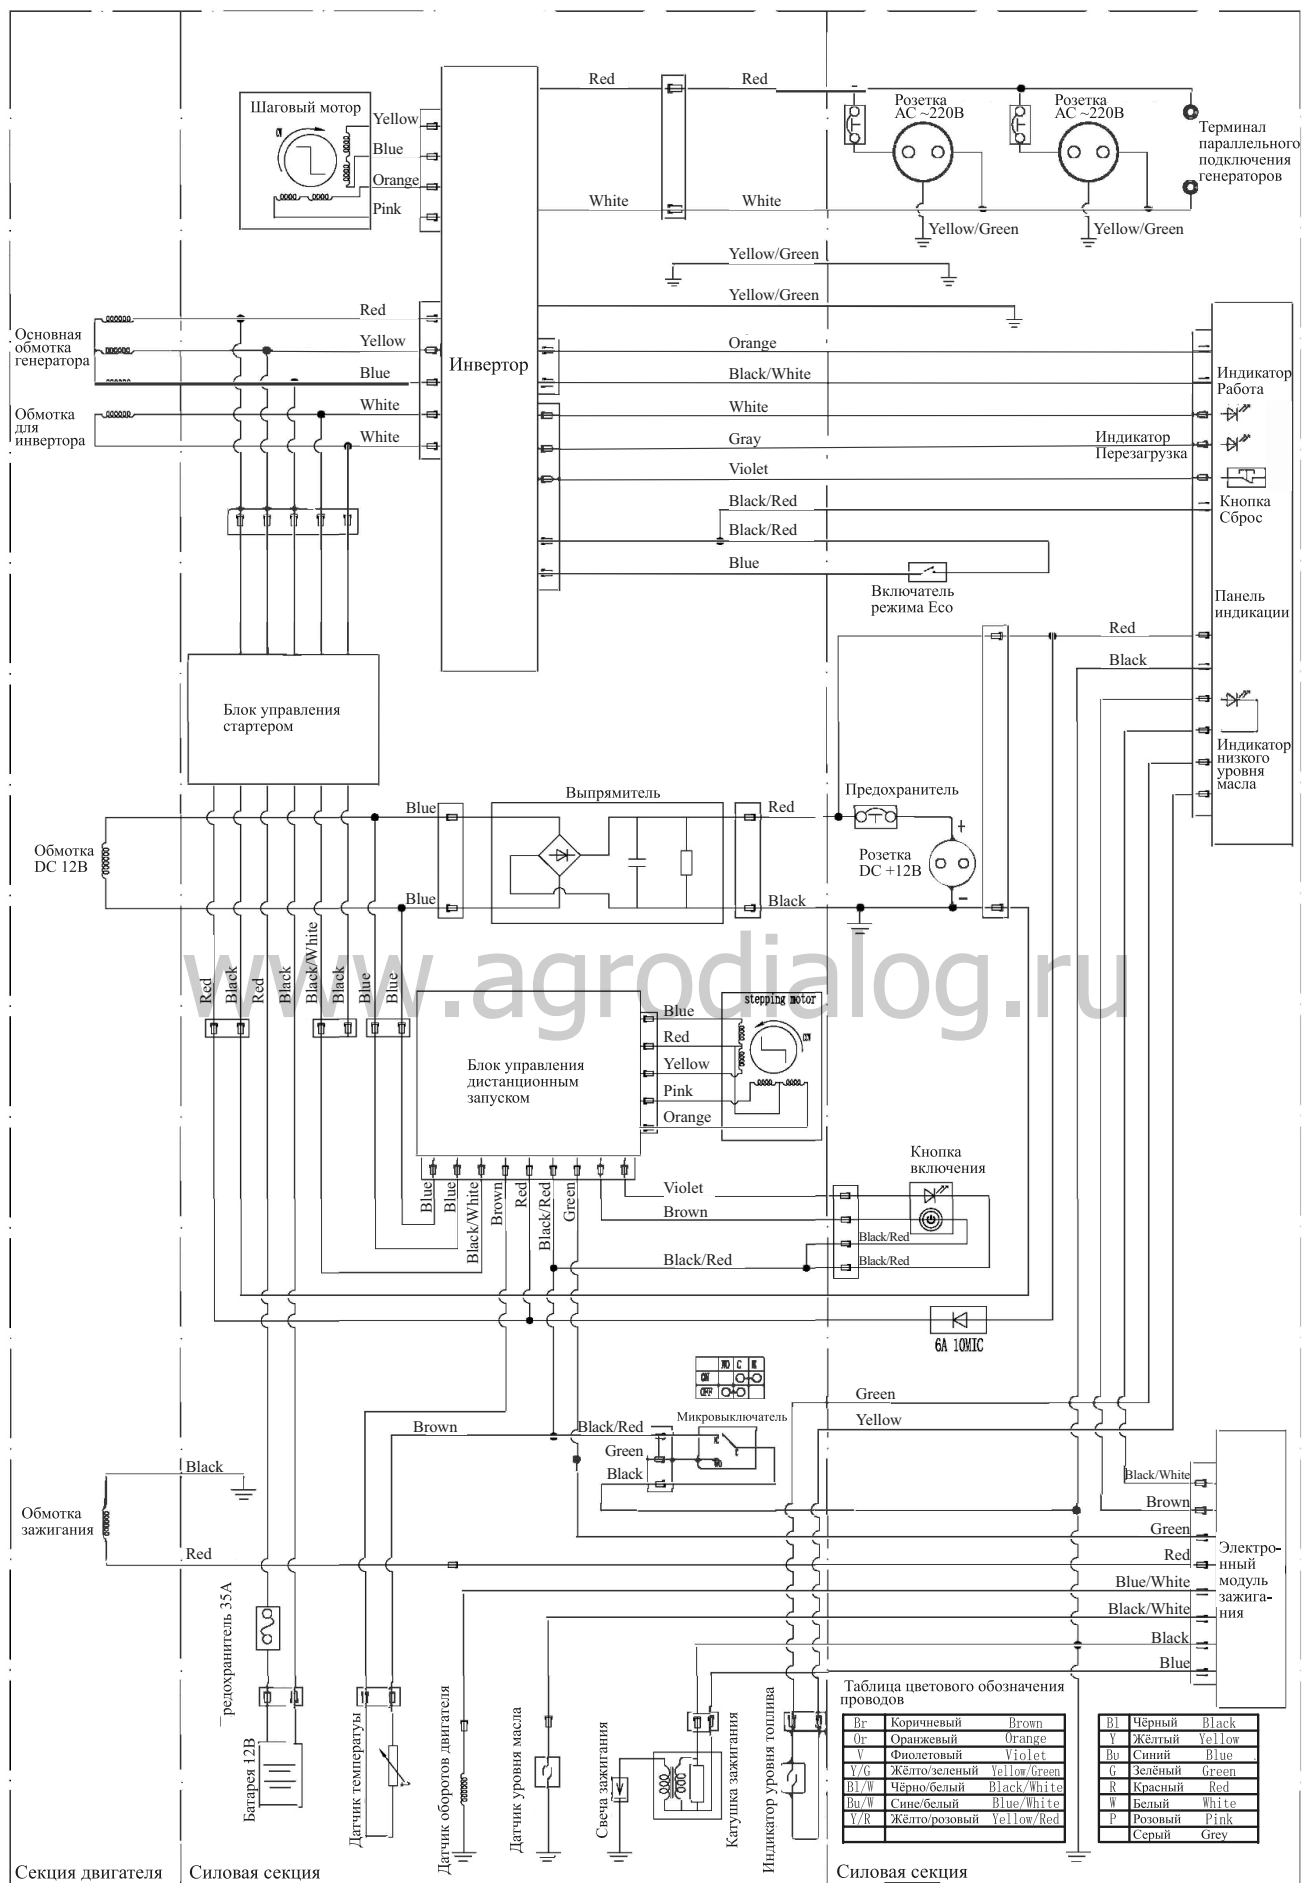 Шаговый мотор
Yellow
Blue
Orange
Pink
Red
Red
Розетка
AC ~220В
Розетка
AC ~220В
Терминал
параллельного
подключения
генераторов
White
White
Yellow/Green
Yellow/Green
Yellow/Green
Yellow/Green
Основная
обмотка
генератора
Red
Yellow
Blue
Обмотка
для
инвертора
White
White
Инвертор
Orange
Black/White
White
Gray
Violet
Black/Red
Black/Red
Blue
Индикатор
Работа
Индикатор
Перезагрузка
Кнопка
Сброс
Включатель
режима Eco
Панель
индикации
Red
Black
Индикатор
низкого
уровня
масла
Блок управления
стартером
Обмотка
DC 12В
Blue
Blue
Выпрямитель
Red
Black
Предохранитель
+
Розетка
DC +12В
−
www.agrodialog.ru
Red
Black
Red
Black
Black/White
Black
Blue
Blue
Блок управления
дистанционным
запуском
Blue
Red
Yellow
Pink
Orange
stepping motor
Blue
Blue
Black/White
Brown
Red
Black/Red
Green
Violet
Brown
Black/Red
Кнопка
включения
Black/Red
Black/Red
6A 10MIC
NO C N
ON
OFF
Микровыключатель
Brown
Black/Red
Green
Black
Green
Yellow
Обмотка
зажигания
Black
Red
Black/White
Brown
Green
Red
Blue/White
Black/White
Black
Blue
Электро-
нный
модуль
зажига-
ния
редохранитель 35А
Батарея 12В
Датчик температуы
Датчик оборотов двигателя
Датчик уровня масла
Свеча зажигания
Катушка зажигания
Индикатор уровня топлива
Таблица цветового обозначения
проводов
Br Коричневый Brown
Or Оранжевый Orange
V Фиолетовый Violet
Y/G Жёлто/зеленый Yellow/Green
Bl/W Чёрно/белый Black/White
Bu/W Сине/белый Blue/White
Y/R Жёлто/розовый Yellow/Red
Bl Чёрный Black
Y Жёлтый Yellow
Bu Синий Blue
G Зелёный Green
R Красный Red
W Белый White
P Розовый Pink
Серый Grey
Секция двигателя
Силовая секция
Силовая секция